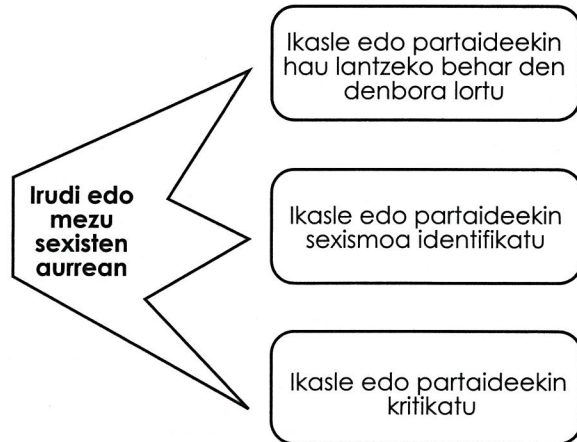 Ikasle edo partaideekin
hau lantzeko behar den
denbora lortu
Irudi edo
mezu
sexisten
aurrean
Ikasle edo partaideekin
sexismoa identifikatu
Ikasle edo partaideekin
kritikatu